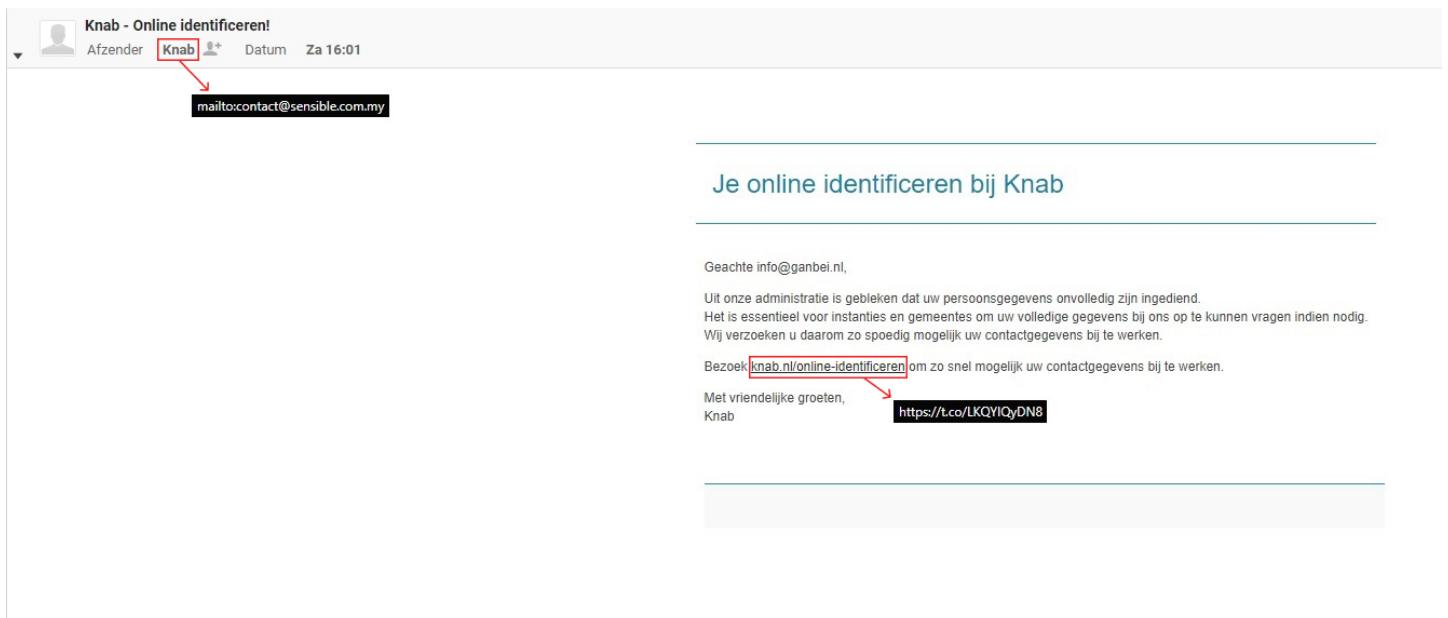 Knab - Online identificeren!
Afzender Knab Datum Za 16:01
mailto:contact@sensible.com.my
Je online identificeren bij Knab
Geachte info@ganbei.nl,
Uit onze administratie is gebleken dat uw persoonsgegevens onvolledig zijn ingediend.
Het is essentieel voor instanties en gemeentes om uw volledige gegevens bij ons op te kunnen vragen indien nodig.
Wij verzoeken u daarom zo spoedig mogelijk uw contactgegevens bij te werken.
Bezoek knab.nl/online-identificeren om zo snel mogelijk uw contactgegevens bij te werken.
Met vriendelijke groeten,
https://t.co/LKQYIQyDN8
Knab